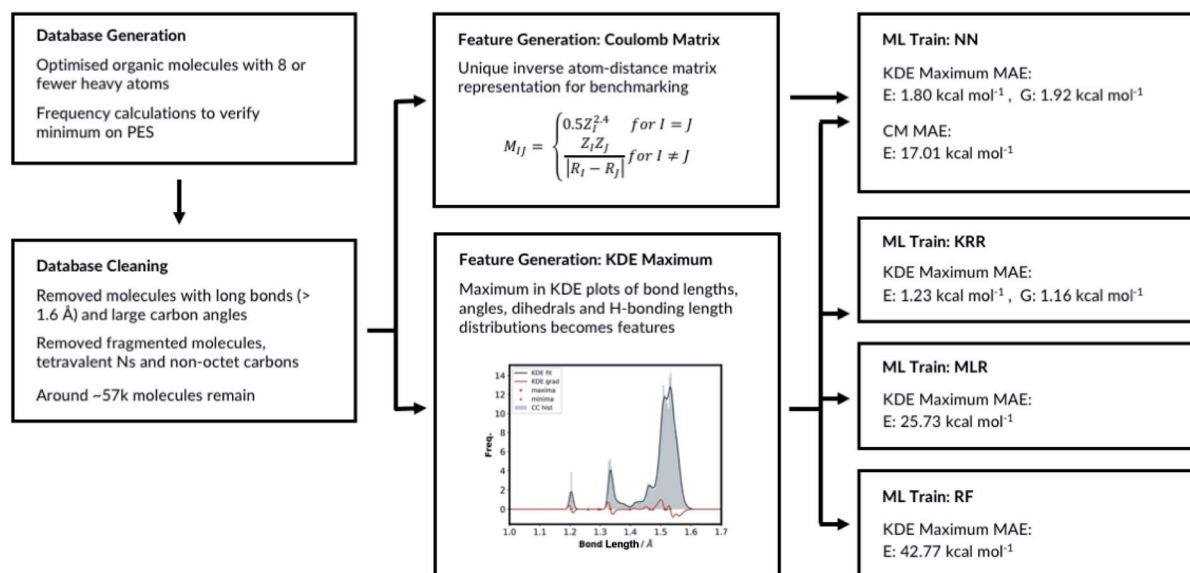 Database Generation
Optimised organic molecules with 8 or
fewer heavy atoms
Frequency calculations to verify
minimum on PES
Database Cleaning
Removed molecules with long bonds (>
1.6 Å) and large carbon angles
Removed fragmented molecules,
tetravalent Ns and non-octet carbons
Around ~57k molecules remain
Feature Generation: Coulomb Matrix
Unique inverse atom-distance matrix
representation for benchmarking
M_{IJ} = { 0.5Z_I^{2.4} for I = J
Z_I Z_J / |R_I − R_J| for I ≠ J
Feature Generation: KDE Maximum
Maximum in KDE plots of bond lengths,
angles, dihedrals and H-bonding length
distributions becomes features
KDE fit
KDE grad
maxima
minima
CC hist
Freq.
14
12
10
8
6
4
2
0
1.0 1.1 1.2 1.3 1.4 1.5 1.6 1.7
Bond Length / Å
ML Train: NN
KDE Maximum MAE:
E: 1.80 kcal mol⁻¹ , G: 1.92 kcal mol⁻¹
CM MAE:
E: 17.01 kcal mol⁻¹
ML Train: KRR
KDE Maximum MAE:
E: 1.23 kcal mol⁻¹ , G: 1.16 kcal mol⁻¹
ML Train: MLR
KDE Maximum MAE:
E: 25.73 kcal mol⁻¹
ML Train: RF
KDE Maximum MAE:
E: 42.77 kcal mol⁻¹